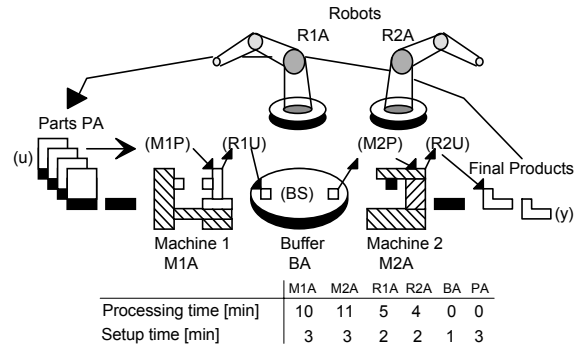 Robots
R1A R2A
Parts PA
(u)
(M1P) (R1U) (M2P) (R2U)
Final Products
(BS)
(y)
Machine 1
M1A
Buffer
BA
Machine 2
M2A
M1A M2A R1A R2A BA PA
Processing time [min] 10 11 5 4 0 0
Setup time [min] 3 3 2 2 1 3